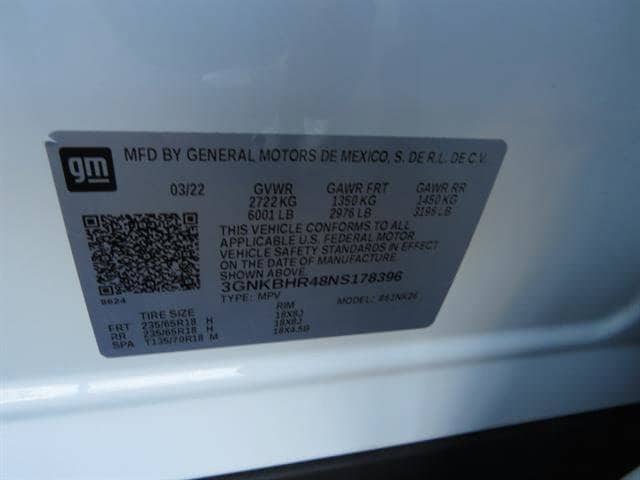 gm
MFD BY GENERAL MOTORS DE MEXICO, S. DE R.L. DE C.V.
03/22 GVWR GAWR FRT GAWR RR
2722 KG 1350 KG 1450 KG
6001 LB 2976 LB 3196 LB
THIS VEHICLE CONFORMS TO ALL
APPLICABLE U.S. FEDERAL MOTOR
VEHICLE SAFETY STANDARDS IN EFFECT
ON THE DATE OF MANUFACTURE
SHOWN ABOVE.
3GNKBHR48NS178396
TYPE: MPV MODEL:
TIRE SIZE RIM
FRT 235/65R18 H 18X8J
RR 235/65R18 H 18X8J
SPA T135/70R18 M 18X4.5B